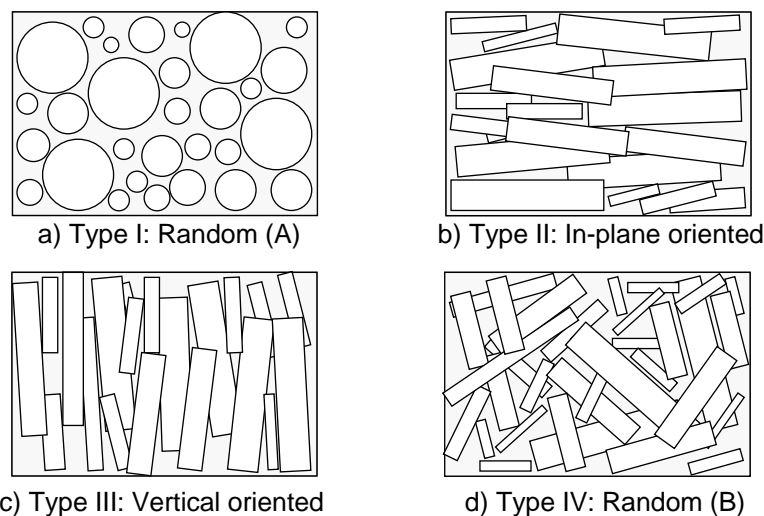 a) Type I: Random (A)
b) Type II: In-plane oriented
c) Type III: Vertical oriented
d) Type IV: Random (B)